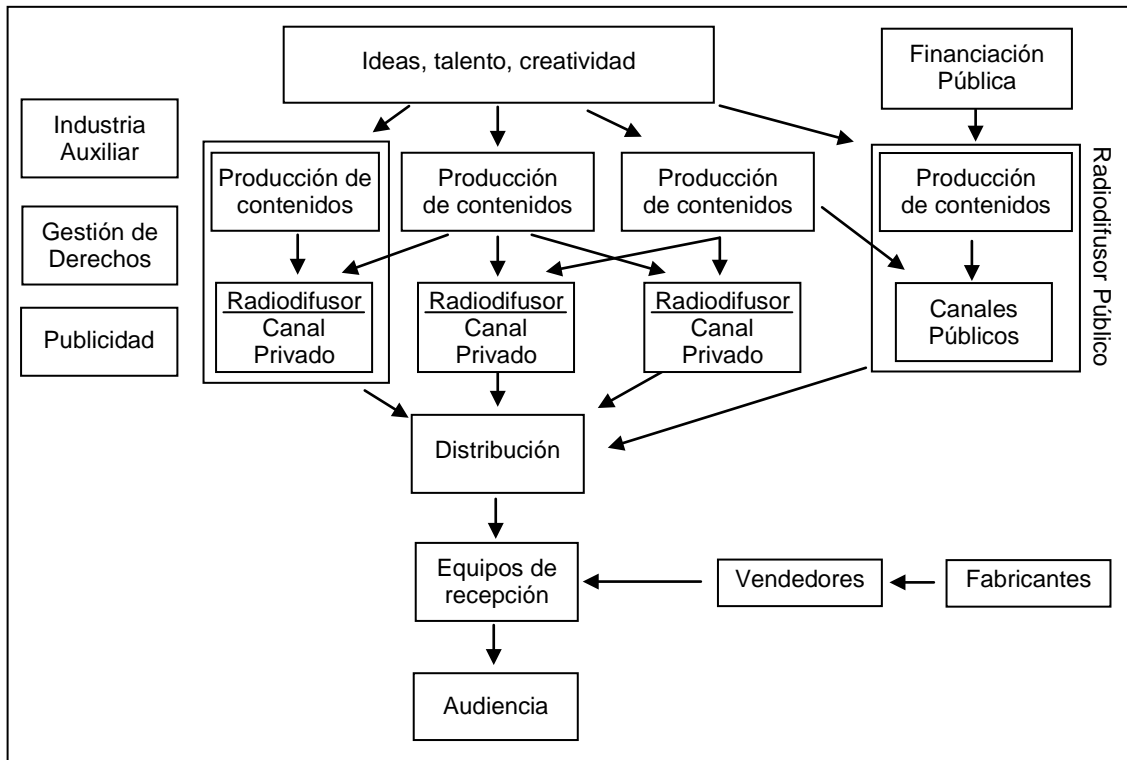 Ideas, talento, creatividad
Financiación
Pública
Industria
Auxiliar
Gestión de
Derechos
Publicidad
Producción de
contenidos
Producción
de contenidos
Producción
de contenidos
Producción
de contenidos
Radiodifusor Público
Radiodifusor
Canal
Privado
Radiodifusor
Canal
Privado
Radiodifusor
Canal
Privado
Canales
Públicos
Distribución
Equipos de
recepción
Vendedores
Fabricantes
Audiencia